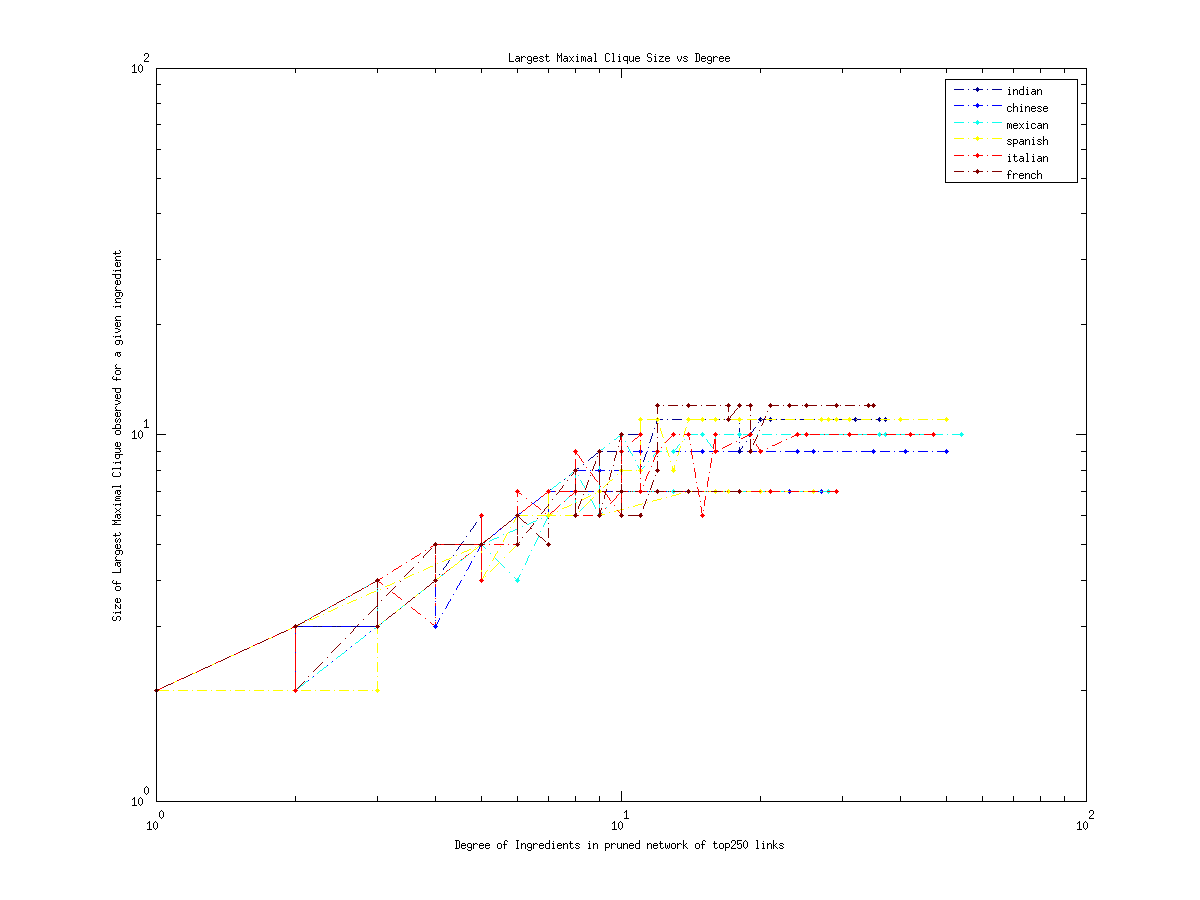 Largest Maximal Clique Size vs Degree
10^2
indian
chinese
mexican
spanish
italian
french
Size of Largest Maximal Clique observed for a given ingredient
10^1
10^0
10^0
10^1
10^2
Degree of Ingredients in pruned network of top250 links